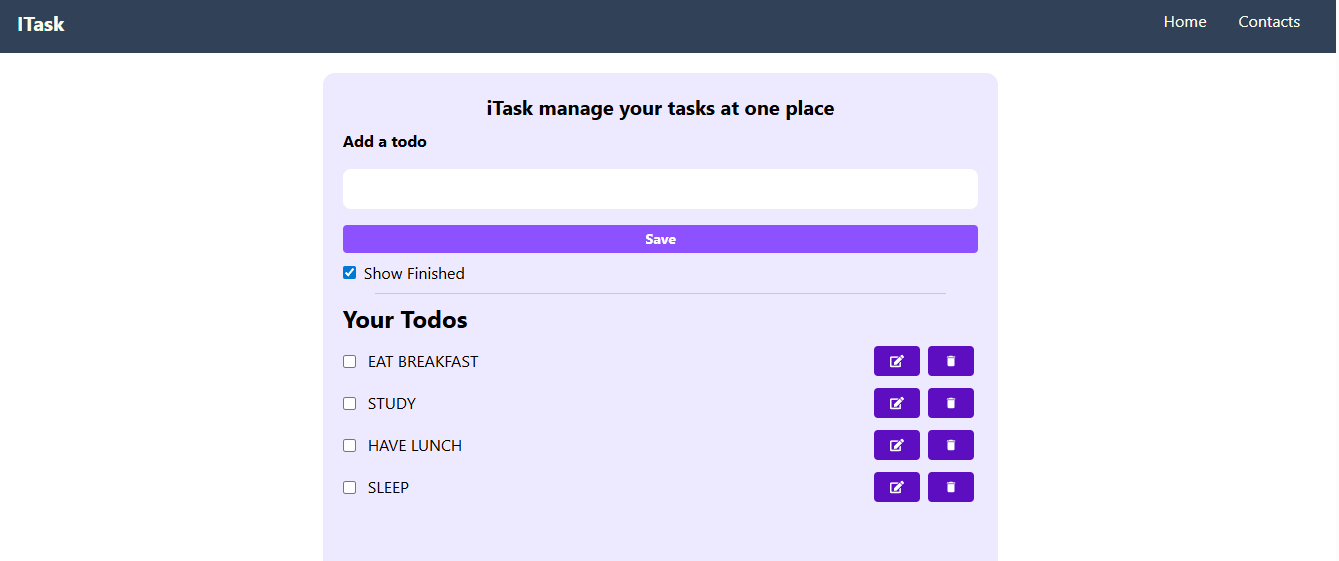 ITask
Home Contacts
iTask manage your tasks at one place
Add a todo
Save
Show Finished
Your Todos
EAT BREAKFAST
STUDY
HAVE LUNCH
SLEEP